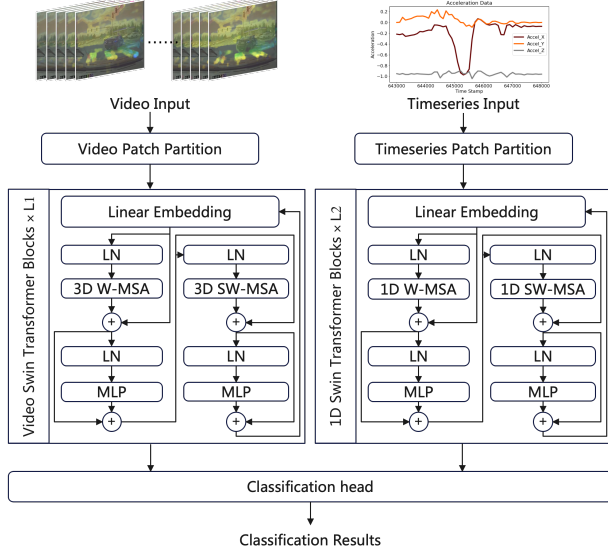 Acceleration Data
Acceleration
0.2
0.0
−0.2
−0.4
−0.6
−0.8
−1.0
Accel_X
Accel_Y
Accel_Z
643000 644000 645000 646000 647000 648000
Time Stamp
Video Input
Timeseries Input
Video Patch Partition
Timeseries Patch Partition
Video Swin Transformer Blocks × L1
Linear Embedding
LN
LN
3D W-MSA
3D SW-MSA
+
+
LN
LN
MLP
MLP
+
+
1D Swin Transformer Blocks × L2
Linear Embedding
LN
LN
1D W-MSA
1D SW-MSA
+
+
LN
LN
MLP
MLP
+
+
Classification head
Classification Results